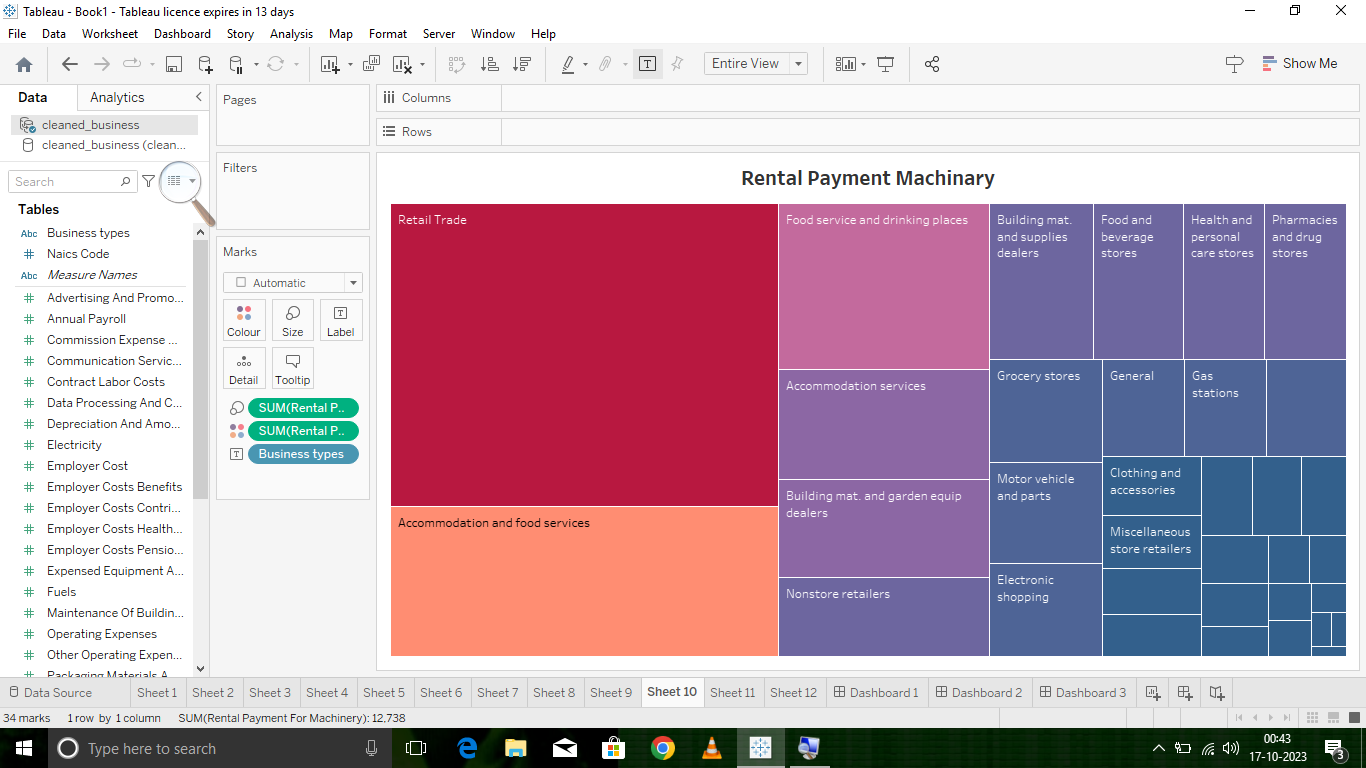 Tableau - Book1 - Tableau licence expires in 13 days
File Data Worksheet Dashboard Story Analysis Map Format Server Window Help
Entire View
Show Me
Data Analytics
cleaned_business
cleaned_business (clean...
Search
Tables
Abc Business types
# Naics Code
Abc Measure Names
# Advertising And Promo...
# Annual Payroll
# Commission Expense ...
# Communication Servic...
# Contract Labor Costs
# Data Processing And C...
# Depreciation And Amo...
# Electricity
# Employer Cost
# Employer Costs Benefits
# Employer Costs Contri...
# Employer Costs Health...
# Employer Costs Pensio...
# Expensed Equipment A...
# Fuels
# Maintenance Of Buildin...
# Operating Expenses
# Other Operating Expen...
# Packaging Materials A...
Pages
Filters
Marks
Automatic
Colour Size Label
Detail Tooltip
SUM(Rental P..
SUM(Rental P..
Business types
Columns
Rows
Rental Payment Machinary
Retail Trade
Accommodation and food services
Food service and drinking places
Accommodation services
Building mat. and garden equip
dealers
Nonstore retailers
Building mat.
and supplies
dealers
Food and
beverage
stores
Health and
personal
care stores
Pharmacies
and drug
stores
Grocery stores
General
Gas
stations
Motor vehicle
and parts
Clothing and
accessories
Miscellaneous
store retailers
Electronic
shopping
Data Source Sheet 1 Sheet 2 Sheet 3 Sheet 4 Sheet 5 Sheet 6 Sheet 7 Sheet 8 Sheet 9 Sheet 10 Sheet 11 Sheet 12 Dashboard 1 Dashboard 2 Dashboard 3
34 marks 1 row by 1 column SUM(Rental Payment For Machinery): 12,738
Type here to search
00:43
17-10-2023
3